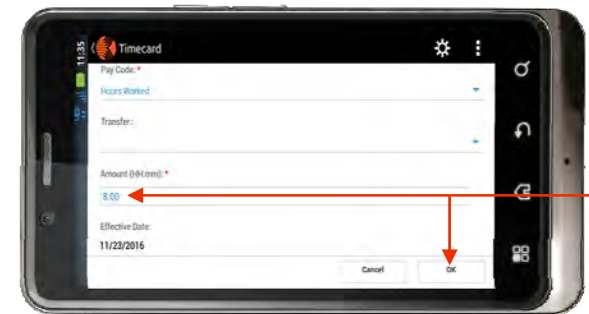 11:35
Timecard
Pay Code: *
Hours Worked
Transfer:
Amount (HH:mm): *
8:00
Effective Date:
11/23/2016
Cancel OK